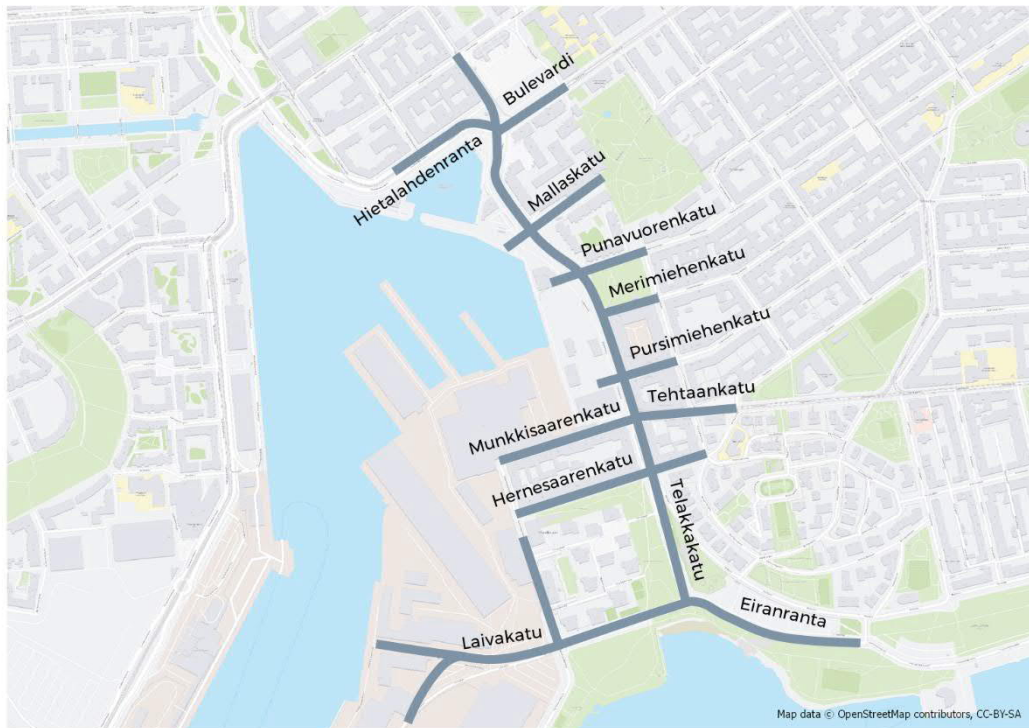 Bulevardi
Hietalahdenranta
Mallaskatu
Punavuorenkatu
Merimiehenkatu
Pursimiehenkatu
Tehtaankatu
Munkkisaarenkatu
Hernesaarenkatu
Telakkakatu
Eiranranta
Laivakatu
Map data © OpenStreetMap contributors, CC-BY-SA